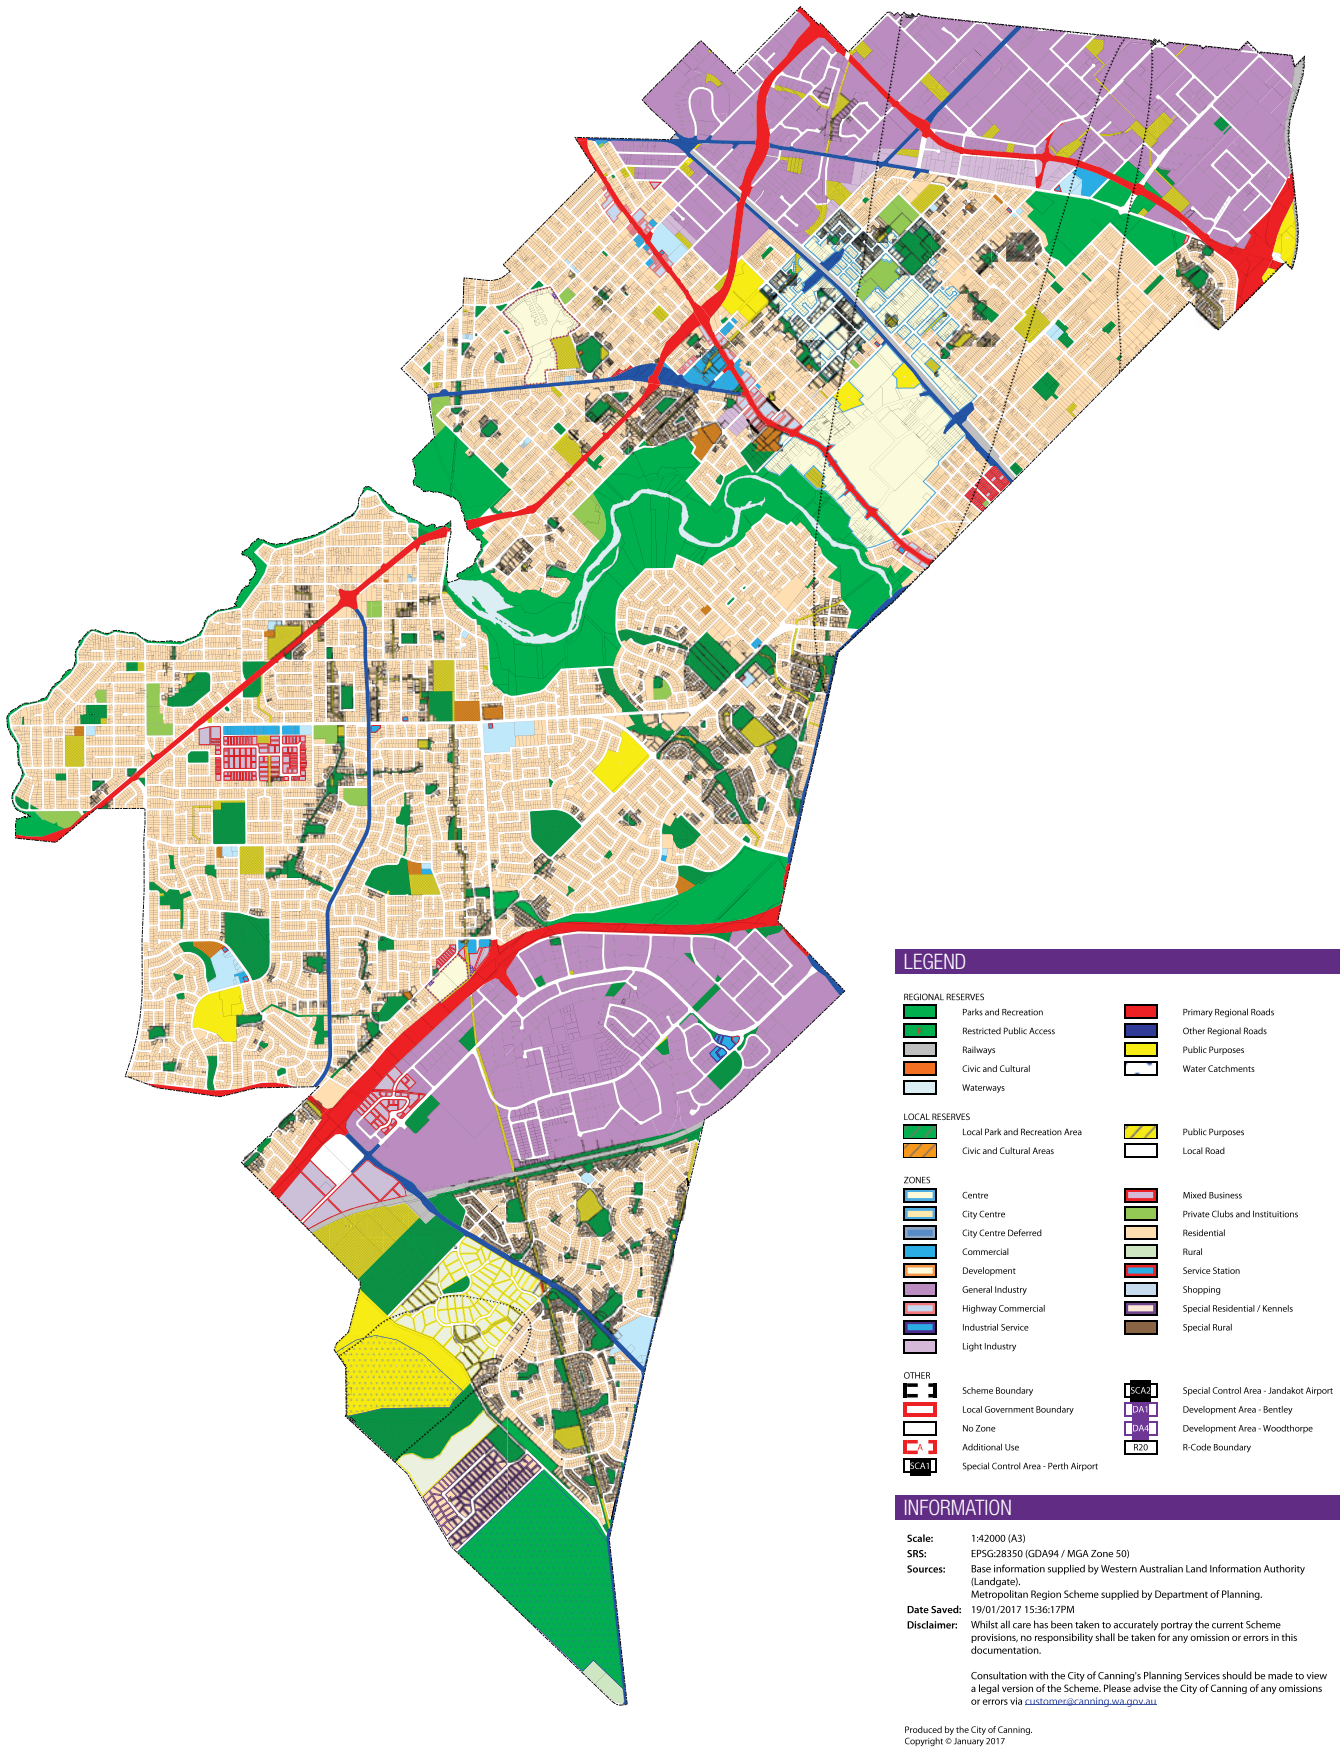 LEGEND
REGIONAL RESERVES
Parks and Recreation
Restricted Public Access
Railways
Civic and Cultural
Waterways
Primary Regional Roads
Other Regional Roads
Public Purposes
Water Catchments
LOCAL RESERVES
Local Park and Recreation Area
Civic and Cultural Areas
Public Purposes
Local Road
ZONES
Centre
City Centre
City Centre Deferred
Commercial
Development
General Industry
Highway Commercial
Industrial Service
Light Industry
Mixed Business
Private Clubs and Instituitions
Residential
Rural
Service Station
Shopping
Special Residential / Kennels
Special Rural
OTHER
Scheme Boundary
Local Government Boundary
No Zone
A Additional Use
SCA1 Special Control Area - Perth Airport
SCA2 Special Control Area - Jandakot Airport
DA1 Development Area - Bentley
DA4 Development Area - Woodthorpe
R20 R-Code Boundary
INFORMATION
Scale: 1:42000 (A3)
SRS: EPSG:28350 (GDA94 / MGA Zone 50)
Sources: Base information supplied by Western Australian Land Information Authority
(Landgate).
Metropolitan Region Scheme supplied by Department of Planning.
Date Saved: 19/01/2017 15:36:17PM
Disclaimer: Whilst all care has been taken to accurately portray the current Scheme
provisions, no responsibility shall be taken for any omission or errors in this
documentation.
Consultation with the City of Canning's Planning Services should be made to view
a legal version of the Scheme. Please advise the City of Canning of any omissions
or errors via customer@canning.wa.gov.au
Produced by the City of Canning.
Copyright © January 2017